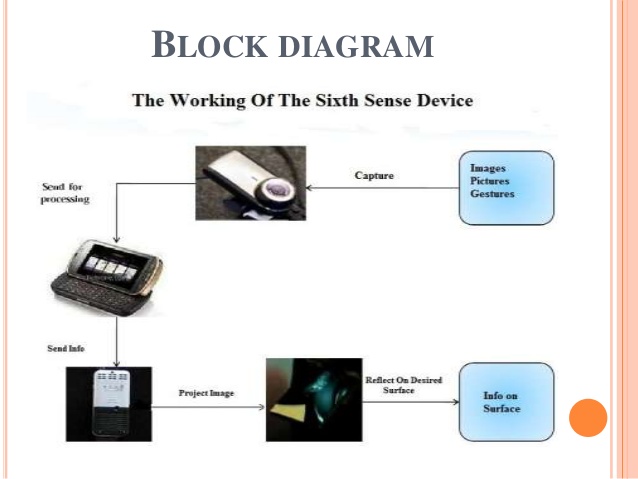 BLOCK DIAGRAM
The Working Of The Sixth Sense Device
Capture
Images
Pictures
Gestures
Send for
processing
Send Info
Project Image
Reflect On Desired
Surface
Info on
Surface